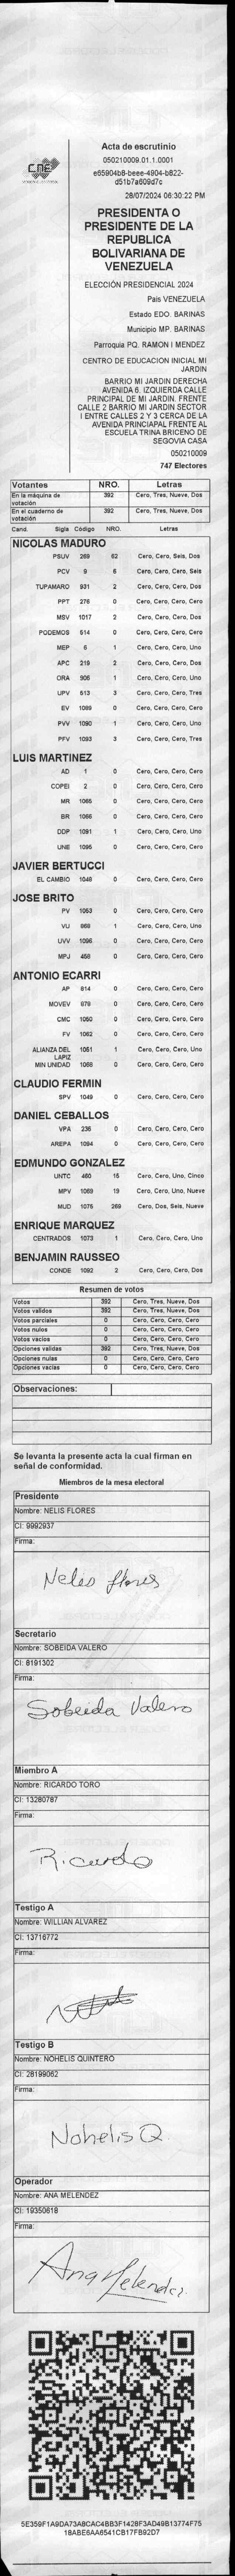 Acta de escrutinio
050210009.01.1.0001
e65904b8-beee-4904-b822-
d51b7a609d7c
28/07/2024 06:30:22 PM
CNE
PRESIDENTA O
PRESIDENTE DE LA
REPUBLICA
BOLIVARIANA DE
VENEZUELA
ELECCIÓN PRESIDENCIAL 2024
País VENEZUELA
Estado EDO. BARINAS
Municipio MP. BARINAS
Parroquia PQ. RAMON I MENDEZ
CENTRO DE EDUCACION INICIAL MI
JARDIN
BARRIO MI JARDIN DERECHA
AVENIDA 6. IZQUIERDA CALLE
PRINCIPAL DE MI JARDIN. FRENTE
CALLE 2 BARRIO MI JARDIN SECTOR
I ENTRE CALLES 2 Y 3 CERCA DE LA
AVENIDA PRINCIAPAL FRENTE AL
ESCUELA TRINA BRICENO DE
SEGOVIA CASA
050210009
747 Electores
Votantes NRO. Letras
En la máquina de votación 392 Cero, Tres, Nueve, Dos
En el cuaderno de votación 392 Cero, Tres, Nueve, Dos
Cand. Sigla Código NRO. Letras
NICOLAS MADURO
PSUV 269 62 Cero, Cero, Seis, Dos
PCV 9 6 Cero, Cero, Cero, Seis
TUPAMARO 931 2 Cero, Cero, Cero, Dos
PPT 276 0 Cero, Cero, Cero, Cero
MSV 1017 2 Cero, Cero, Cero, Dos
PODEMOS 514 0 Cero, Cero, Cero, Cero
MEP 6 1 Cero, Cero, Cero, Uno
APC 219 2 Cero, Cero, Cero, Dos
ORA 906 1 Cero, Cero, Cero, Uno
UPV 513 3 Cero, Cero, Cero, Tres
EV 1089 0 Cero, Cero, Cero, Cero
PVV 1090 1 Cero, Cero, Cero, Uno
PFV 1093 3 Cero, Cero, Cero, Tres
LUIS MARTINEZ
AD 1 0 Cero, Cero, Cero, Cero
COPEI 2 0 Cero, Cero, Cero, Cero
MR 1065 0 Cero, Cero, Cero, Cero
BR 1066 0 Cero, Cero, Cero, Cero
DDP 1091 1 Cero, Cero, Cero, Uno
UNE 1095 0 Cero, Cero, Cero, Cero
JAVIER BERTUCCI
EL CAMBIO 1048 0 Cero, Cero, Cero, Cero
JOSE BRITO
PV 1053 0 Cero, Cero, Cero, Cero
VU 969 1 Cero, Cero, Cero, Uno
UVV 1096 0 Cero, Cero, Cero, Cero
MPJ 458 0 Cero, Cero, Cero, Cero
ANTONIO ECARRI
AP 814 0 Cero, Cero, Cero, Cero
MOVEV 979 0 Cero, Cero, Cero, Cero
CMC 1050 0 Cero, Cero, Cero, Cero
FV 1062 0 Cero, Cero, Cero, Cero
ALIANZA DEL LAPIZ 1051 1 Cero, Cero, Cero, Uno
MIN UNIDAD 1068 0 Cero, Cero, Cero, Cero
CLAUDIO FERMIN
SPV 1049 0 Cero, Cero, Cero, Cero
DANIEL CEBALLOS
VPA 236 0 Cero, Cero, Cero, Cero
AREPA 1094 0 Cero, Cero, Cero, Cero
EDMUNDO GONZALEZ
UNTC 460 15 Cero, Cero, Uno, Cinco
MPV 1069 19 Cero, Cero, Uno, Nueve
MUD 1075 269 Cero, Dos, Seis, Nueve
ENRIQUE MARQUEZ
CENTRADOS 1073 1 Cero, Cero, Cero, Uno
BENJAMIN RAUSSEO
CONDE 1092 2 Cero, Cero, Cero, Dos
Resumen de votos
Votos 392 Cero, Tres, Nueve, Dos
Votos validos 392 Cero, Tres, Nueve, Dos
Votos parciales 0 Cero, Cero, Cero, Cero
Votos nulos 0 Cero, Cero, Cero, Cero
Votos vacios 0 Cero, Cero, Cero, Cero
Opciones validas 392 Cero, Tres, Nueve, Dos
Opciones nulas 0 Cero, Cero, Cero, Cero
Opciones vacias 0 Cero, Cero, Cero, Cero
Observaciones:
Se levanta la presente acta la cual firman en
señal de conformidad.
Miembros de la mesa electoral
Presidente
Nombre: NELIS FLORES
CI: 9992937
Firma:
Nelis flores
Secretario
Nombre: SOBEIDA VALERO
CI: 8191302
Firma:
Sobeida Valero
Miembro A
Nombre: RICARDO TORO
CI: 13280787
Firma:
Ricardo
Testigo A
Nombre: WILLIAN ALVAREZ
CI: 13716772
Firma:
Testigo B
Nombre: NOHELIS QUINTERO
CI: 28199062
Firma:
Nohelis Q.
Operador
Nombre: ANA MELENDEZ
CI: 19350618
Firma:
Ana Melendez
5E359F1A9DA73A8CAC4BB3F1428F3AD49B13774F75
18ABE6AA6541CB17FB92D7